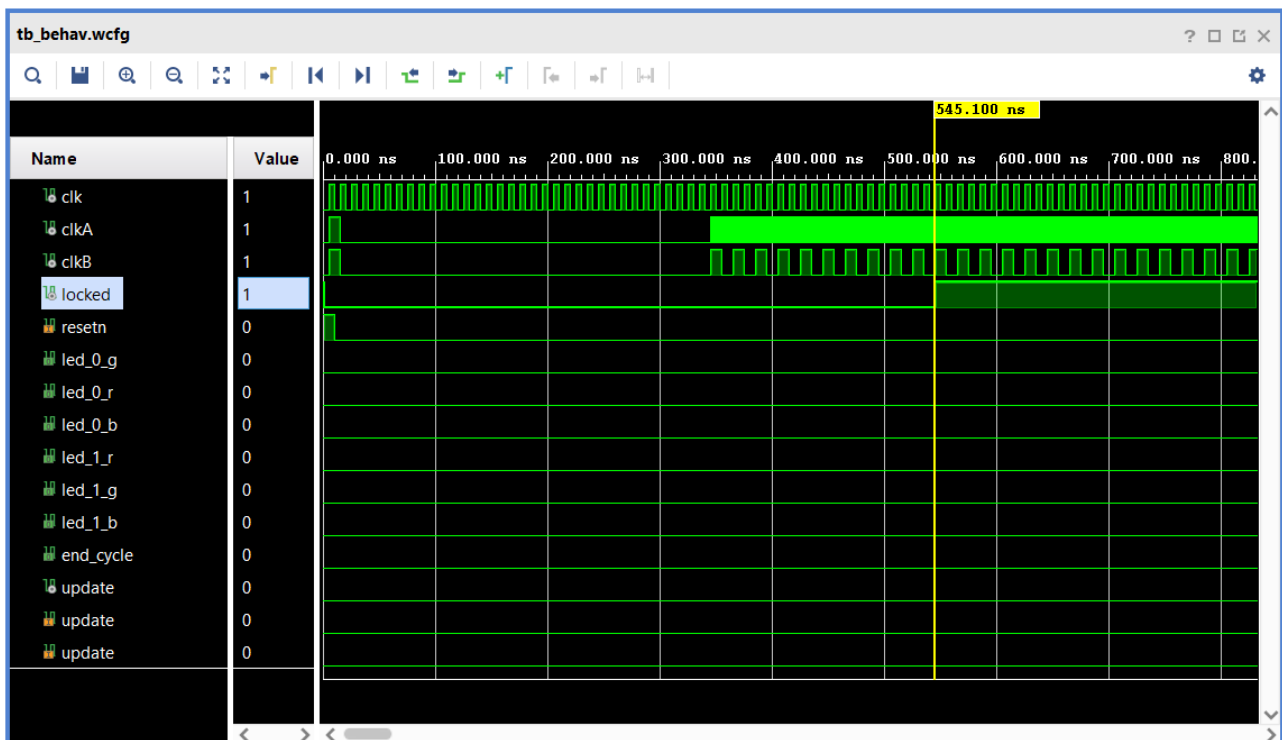 tb_behav.wcfg
545.100 ns
Name Value 0.000 ns 100.000 ns 200.000 ns 300.000 ns 400.000 ns 500.000 ns 600.000 ns 700.000 ns 800.
clk 1
clkA 1
clkB 1
locked 1
resetn 0
led_0_g 0
led_0_r 0
led_0_b 0
led_1_r 0
led_1_g 0
led_1_b 0
end_cycle 0
update 0
update 0
update 0